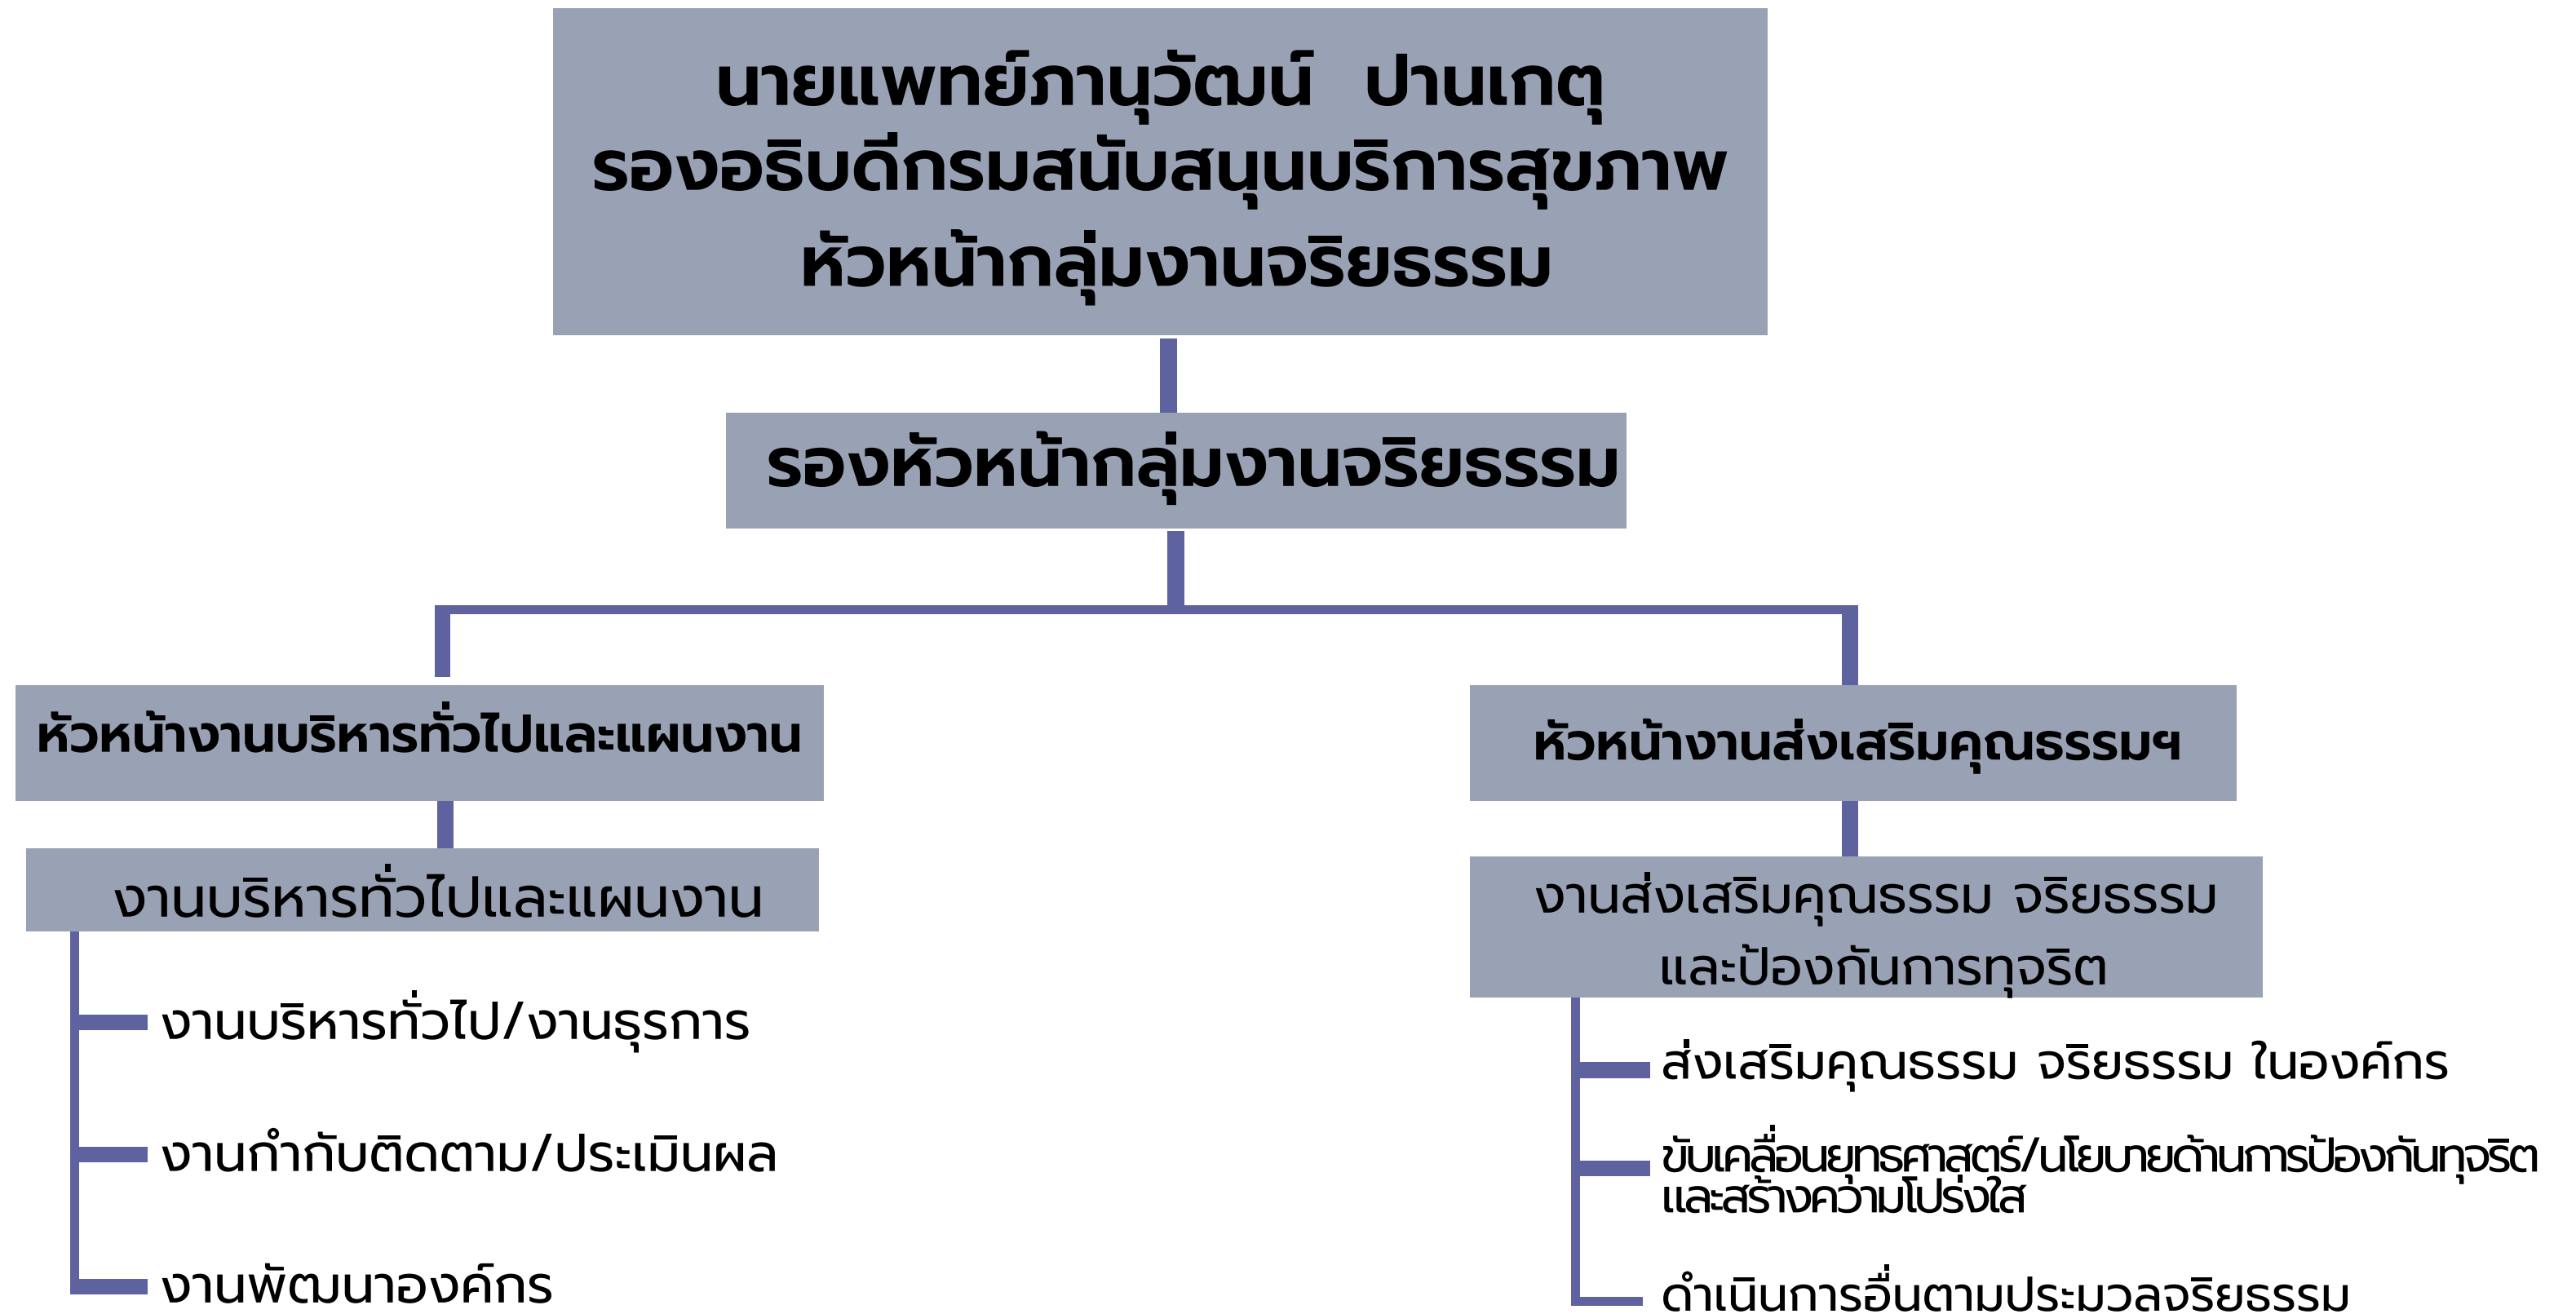 นายแพทย์ภานุวัฒน์ ปานเกตุ
รองอธิบดีกรมสนับสนุนบริการสุขภาพ
หัวหน้ากลุ่มงานจริยธรรม
รองหัวหน้ากลุ่มงานจริยธรรม
หัวหน้างานบริหารทั่วไปและแผนงาน
งานบริหารทั่วไปและแผนงาน
งานบริหารทั่วไป/งานธุรการ
งานกำกับติดตาม/ประเมินผล
งานพัฒนาองค์กร
หัวหน้างานส่งเสริมคุณธรรมฯ
งานส่งเสริมคุณธรรม จริยธรรม
และป้องกันการทุจริต
ส่งเสริมคุณธรรม จริยธรรม ในองค์กร
ขับเคลื่อนยุทธศาสตร์/นโยบายด้านการป้องกันทุจริต
และสร้างความโปร่งใส
ดำเนินการอื่นตามประมวลจริยธรรม